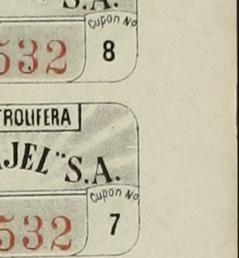 S.A.
Cupon No
532 8
TROLIFERA
JEL" S.A.
Cupon No
532 7